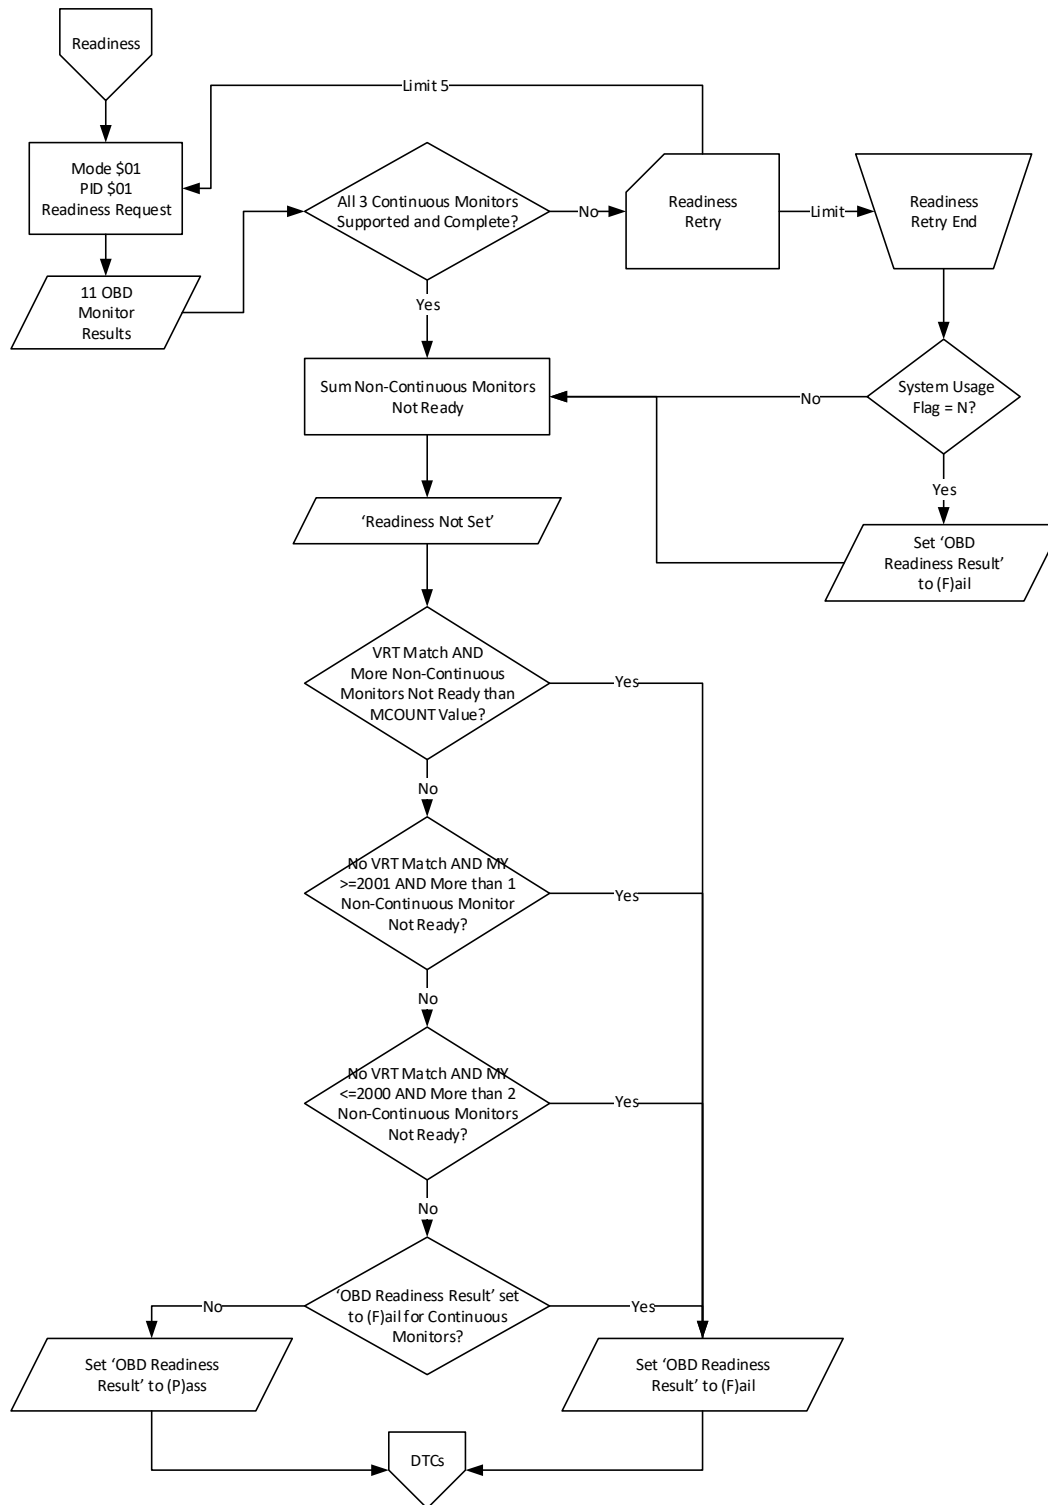 Readiness
Limit 5
Mode $01
PID $01
Readiness Request
All 3 Continuous Monitors
Supported and Complete?
No
Readiness
Retry
Limit
Readiness
Retry End
11 OBD
Monitor
Results
Yes
Sum Non-Continuous Monitors
Not Ready
No
System Usage
Flag = N?
Yes
‘Readiness Not Set’
Set ‘OBD
Readiness Result’
to (F)ail
VRT Match AND
More Non-Continuous
Monitors Not Ready than
MCOUNT Value?
Yes
No
No VRT Match AND MY
>=2001 AND More than 1
Non-Continuous Monitor
Not Ready?
Yes
No
No VRT Match AND MY
<=2000 AND More than 2
Non-Continuous Monitors
Not Ready?
Yes
No
‘OBD Readiness Result’ set
to (F)ail for Continuous
Monitors?
No
Yes
Set ‘OBD Readiness
Result’ to (P)ass
Set ‘OBD Readiness
Result’ to (F)ail
DTCs